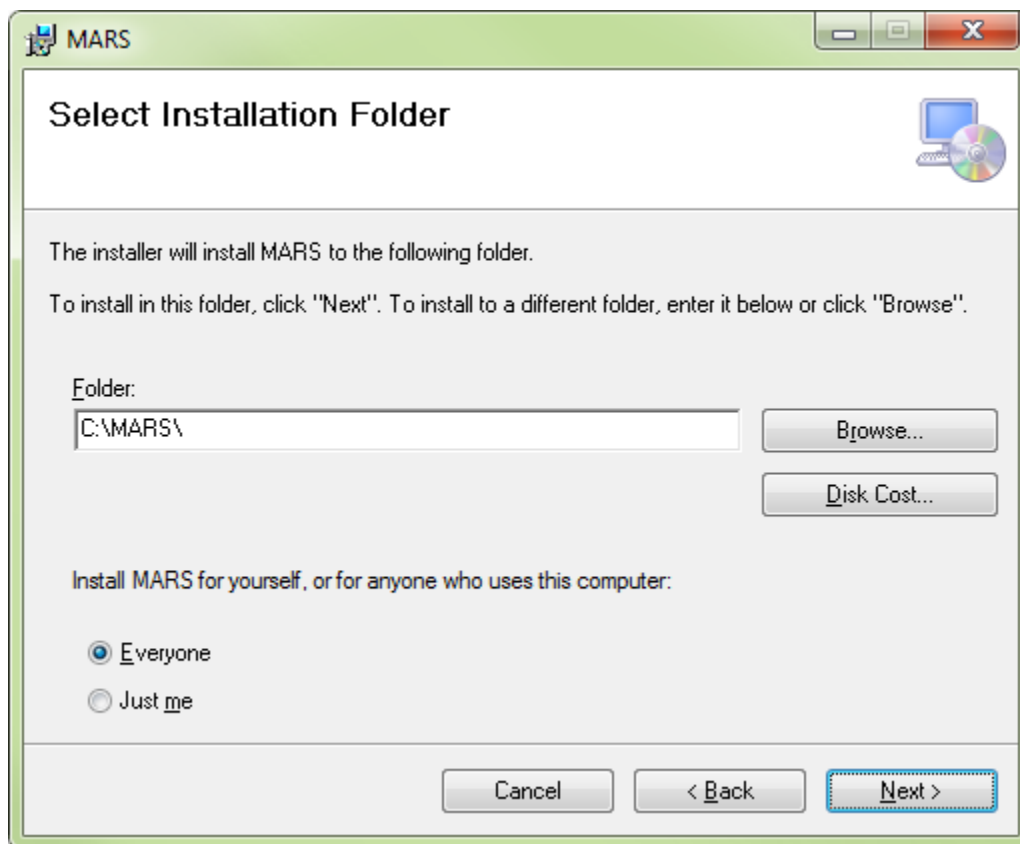 MARS
Select Installation Folder
The installer will install MARS to the following folder.
To install in this folder, click "Next". To install to a different folder, enter it below or click "Browse".
Folder:
C:\MARS\
Browse...
Disk Cost...
Install MARS for yourself, or for anyone who uses this computer:
Everyone
Just me
Cancel
< Back
Next >